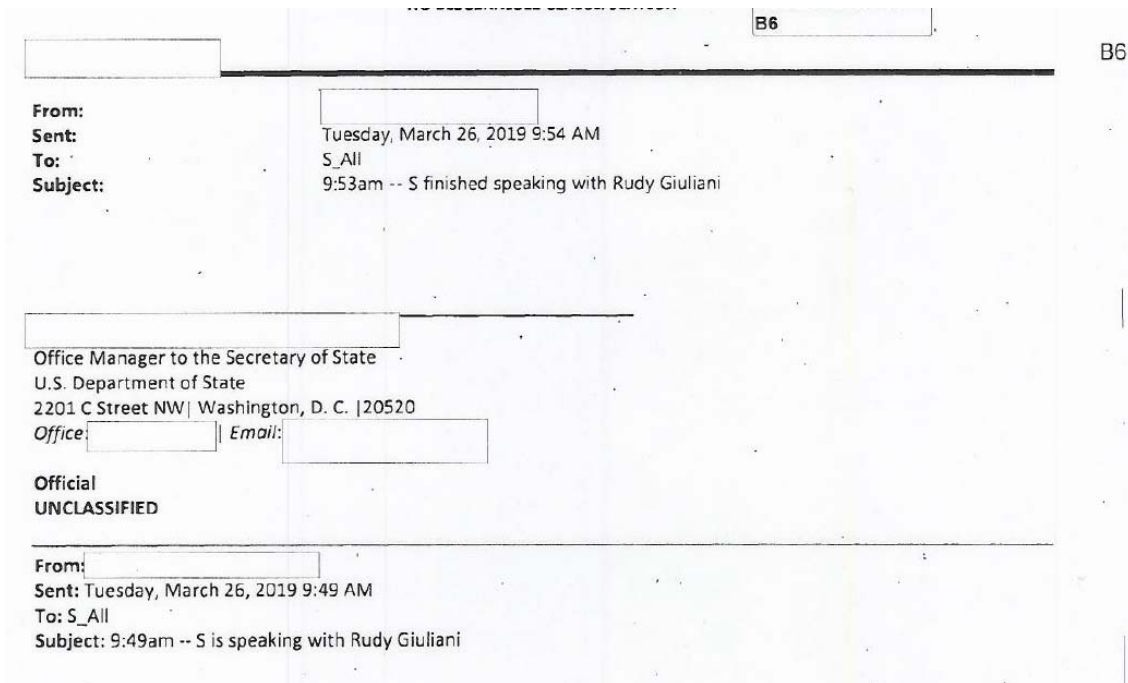 B6
B6
From:
Sent: Tuesday, March 26, 2019 9:54 AM
To: S_All
Subject: 9:53am -- S finished speaking with Rudy Giuliani
Office Manager to the Secretary of State
U.S. Department of State
2201 C Street NW| Washington, D. C. |20520
Office: | Email:
Official
UNCLASSIFIED
From:
Sent: Tuesday, March 26, 2019 9:49 AM
To: S_All
Subject: 9:49am -- S is speaking with Rudy Giuliani